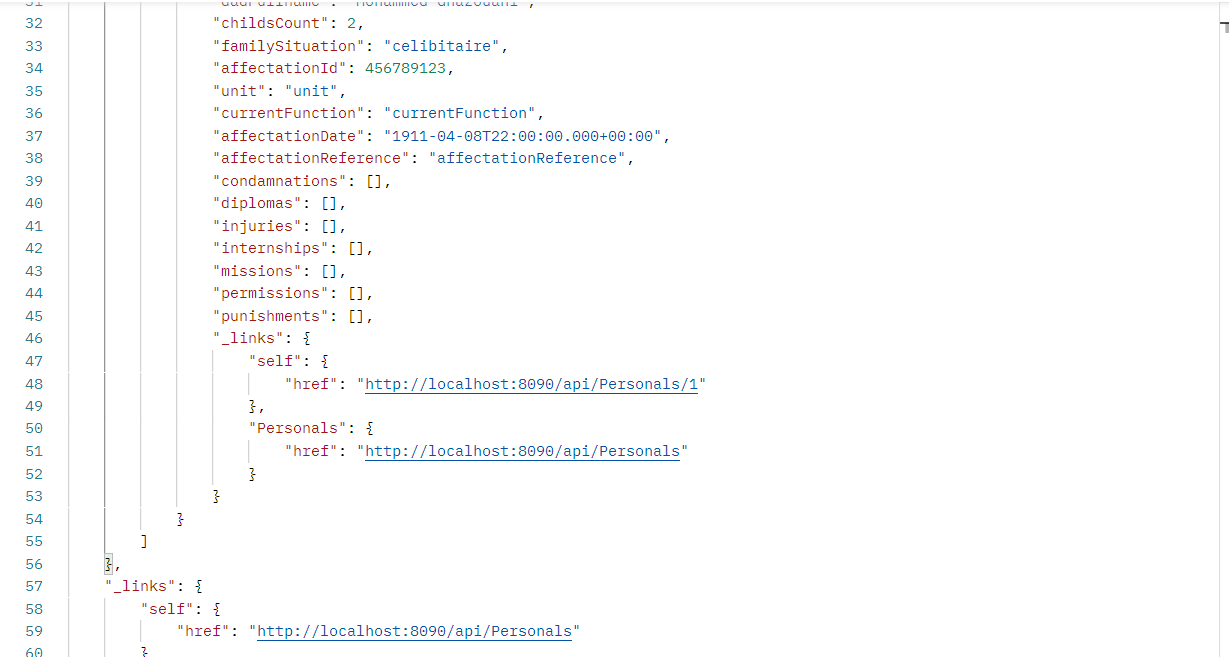 32 "childsCount": 2,
33 "familySituation": "celibitaire",
34 "affectationId": 456789123,
35 "unit": "unit",
36 "currentFunction": "currentFunction",
37 "affectationDate": "1911-04-08T22:00:00.000+00:00",
38 "affectationReference": "affectationReference",
39 "condamnations": [],
40 "diplomas": [],
41 "injuries": [],
42 "internships": [],
43 "missions": [],
44 "permissions": [],
45 "punishments": [],
46 "_links": {
47 "self": {
48 "href": "http://localhost:8090/api/Personals/1"
49 },
50 "Personals": {
51 "href": "http://localhost:8090/api/Personals"
52 }
53 }
54 }
55 ]
56 },
57 "_links": {
58 "self": {
59 "href": "http://localhost:8090/api/Personals"
60 }